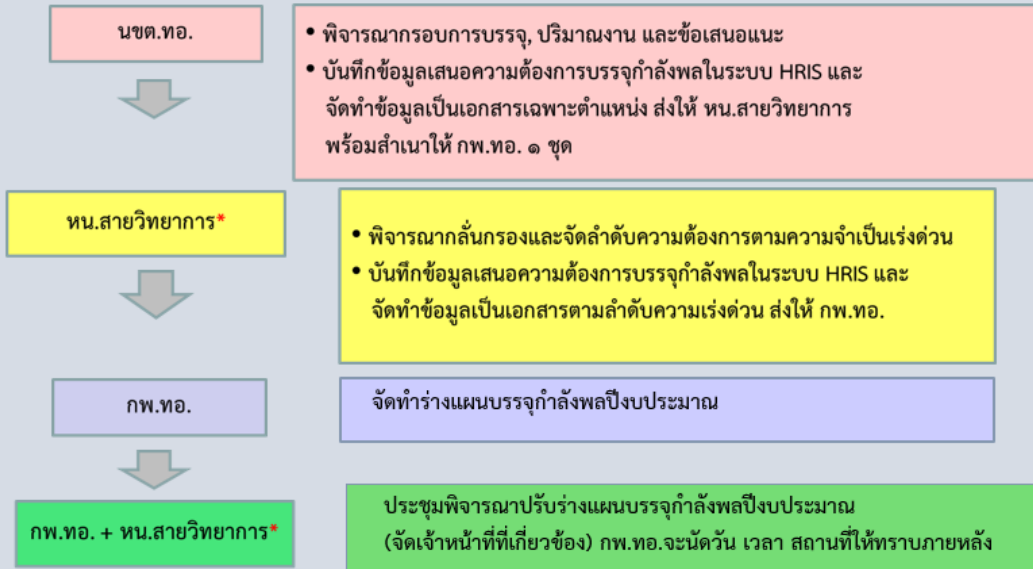 นขต.ทอ.
• พิจารณากรอบการบรรจุ, ปริมาณงาน และข้อเสนอแนะ
• บันทึกข้อมูลเสนอความต้องการบรรจุกำลังพลในระบบ HRIS และ
จัดทำข้อมูลเป็นเอกสารเฉพาะตำแหน่ง ส่งให้ หน.สายวิทยาการ
พร้อมสำเนาให้ กพ.ทอ. ๑ ชุด
หน.สายวิทยาการ*
• พิจารณากลั่นกรองและจัดลำดับความต้องการตามความจำเป็นเร่งด่วน
• บันทึกข้อมูลเสนอความต้องการบรรจุกำลังพลในระบบ HRIS และ
จัดทำข้อมูลเป็นเอกสารตามลำดับความเร่งด่วน ส่งให้ กพ.ทอ.
กพ.ทอ.
จัดทำร่างแผนบรรจุกำลังพลปีงบประมาณ
กพ.ทอ. + หน.สายวิทยาการ*
ประชุมพิจารณาปรับร่างแผนบรรจุกำลังพลปีงบประมาณ
(จัดเจ้าหน้าที่ที่เกี่ยวข้อง) กพ.ทอ.จะนัดวัน เวลา สถานที่ให้ทราบภายหลัง